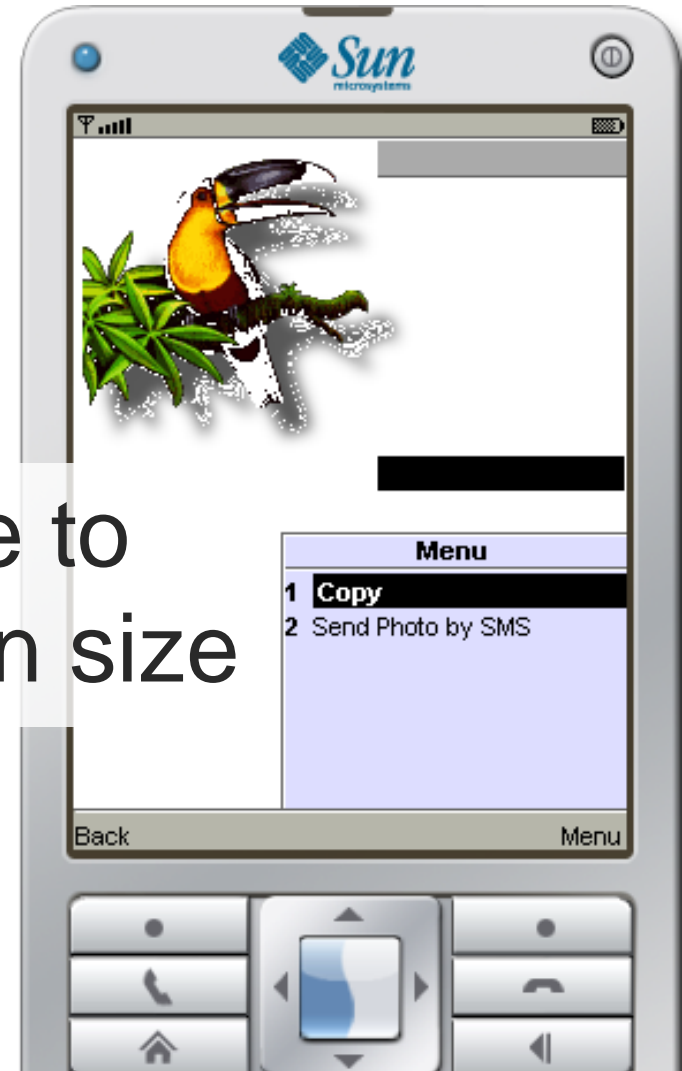 Sun
microsystems
e to
n size
Menu
1 Copy
2 Send Photo by SMS
Back Menu